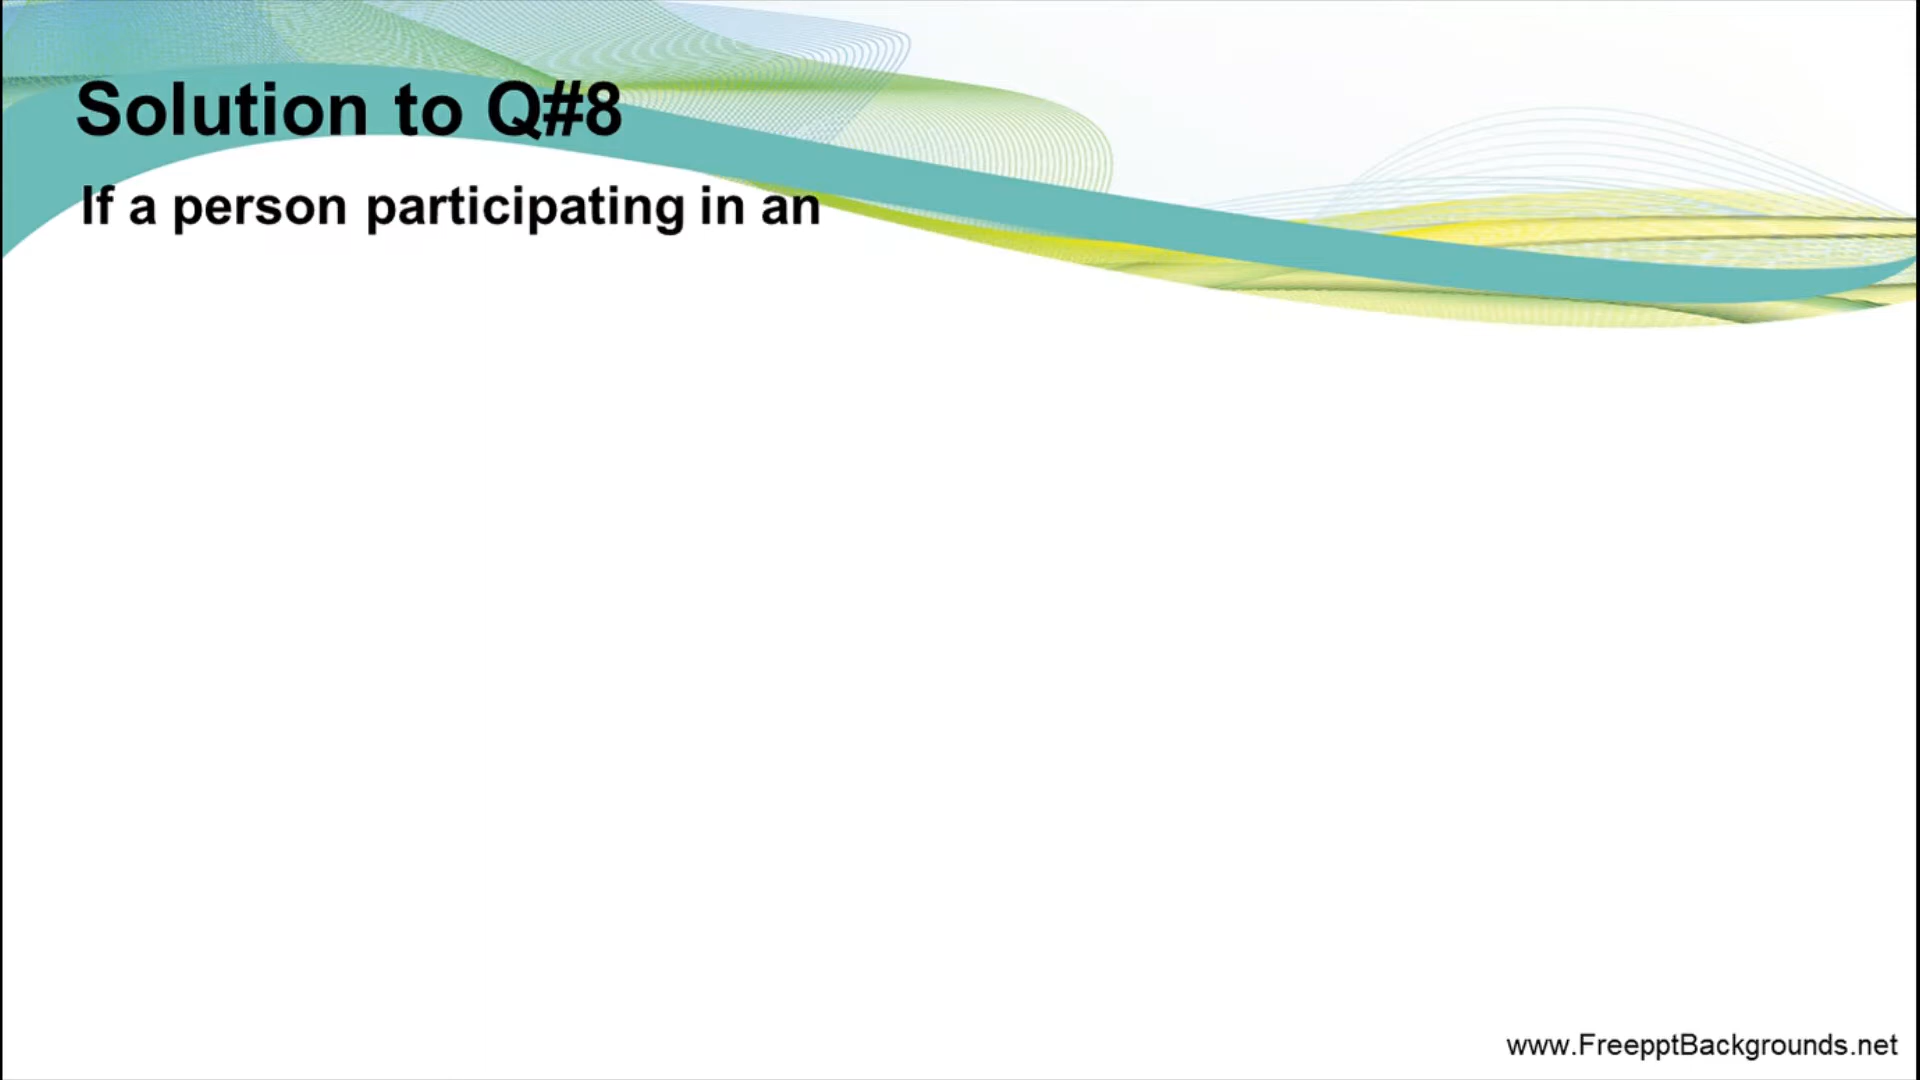 Solution to Q#8
If a person participating in an
www.FreepptBackgrounds.net